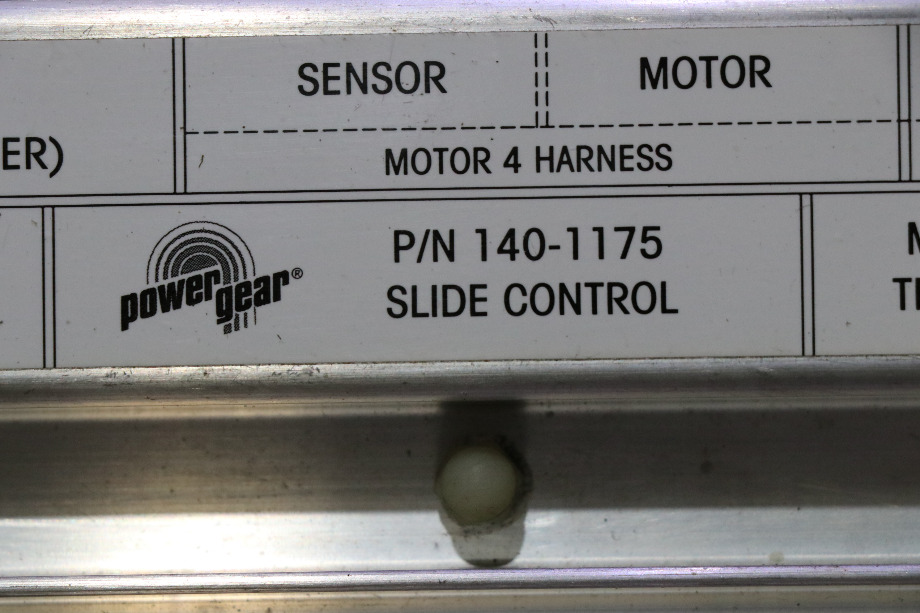 SENSOR MOTOR
ER)
MOTOR 4 HARNESS
power gear®
P/N 140-1175
SLIDE CONTROL